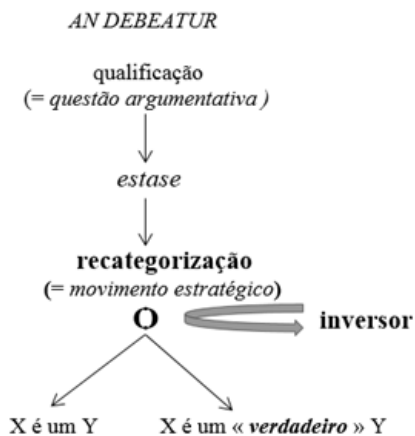 AN DEBEATUR
qualificação
(= questão argumentativa )
estase
recategorização
(= movimento estratégico)
O
inversor
X é um Y
X é um « verdadeiro » Y